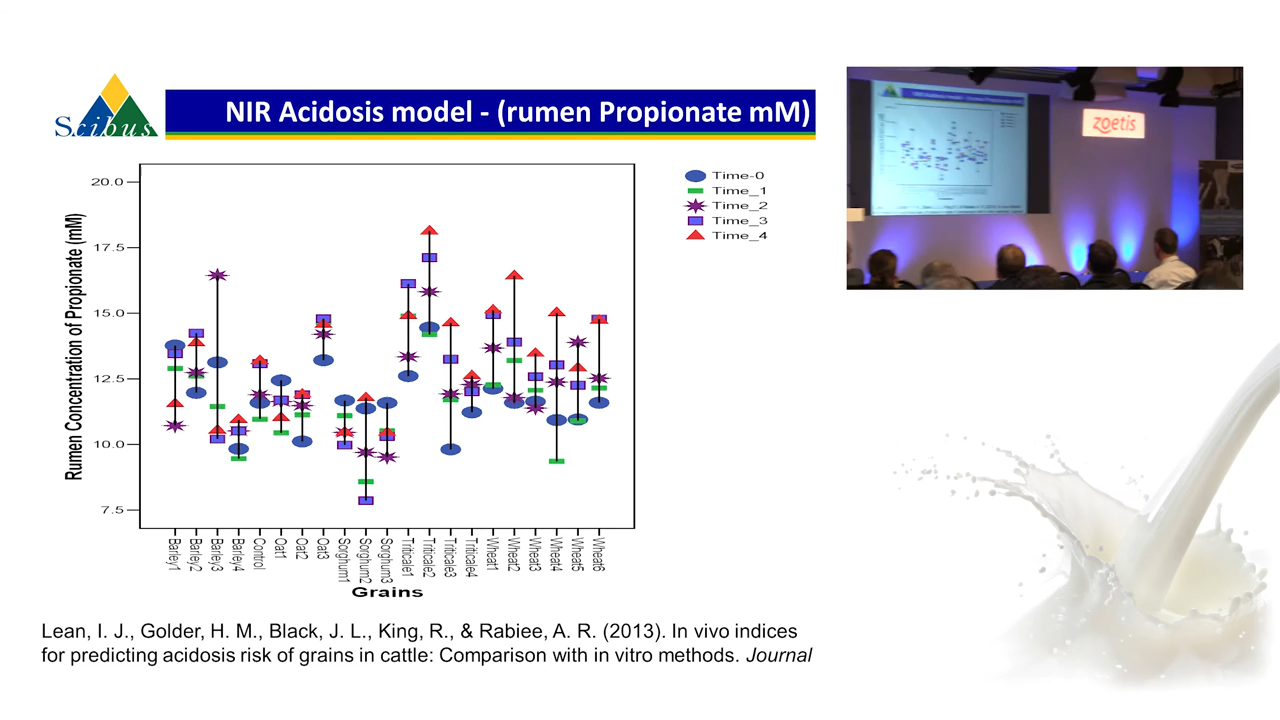 Scibus
NIR Acidosis model - (rumen Propionate mM)
zoetis
Rumen Concentration of Propionate (mM)
20.0
17.5
15.0
12.5
10.0
7.5
Time-0
Time_1
Time_2
Time_3
Time_4
Barley1
Barley2
Barley3
Barley4
Control
Oat1
Oat2
Oat3
Sorghum1
Sorghum2
Sorghum3
Triticale1
Triticale2
Triticale3
Triticale4
Wheat1
Wheat2
Wheat3
Wheat4
Wheat5
Wheat6
Grains
Lean, I. J., Golder, H. M., Black, J. L., King, R., & Rabiee, A. R. (2013). In vivo indices
for predicting acidosis risk of grains in cattle: Comparison with in vitro methods. Journal